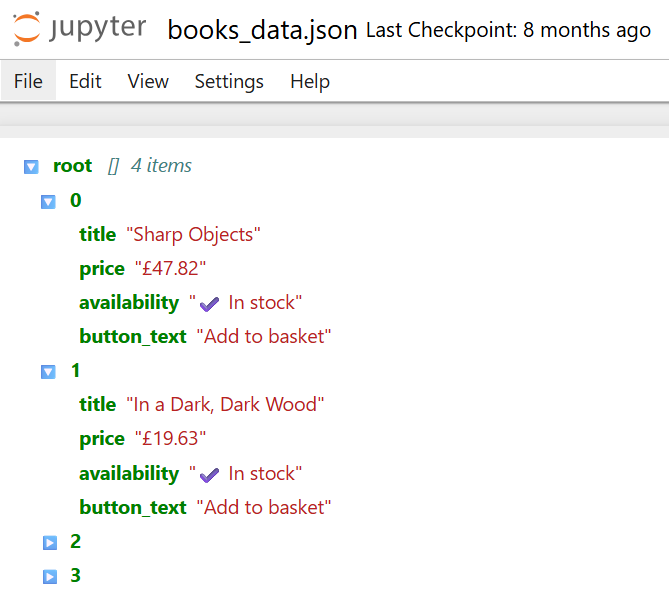 jupyter books_data.json Last Checkpoint: 8 months ago
File Edit View Settings Help
root [] 4 items
0
title "Sharp Objects"
price "£47.82"
availability "✔ In stock"
button_text "Add to basket"
1
title "In a Dark, Dark Wood"
price "£19.63"
availability "✔ In stock"
button_text "Add to basket"
2
3